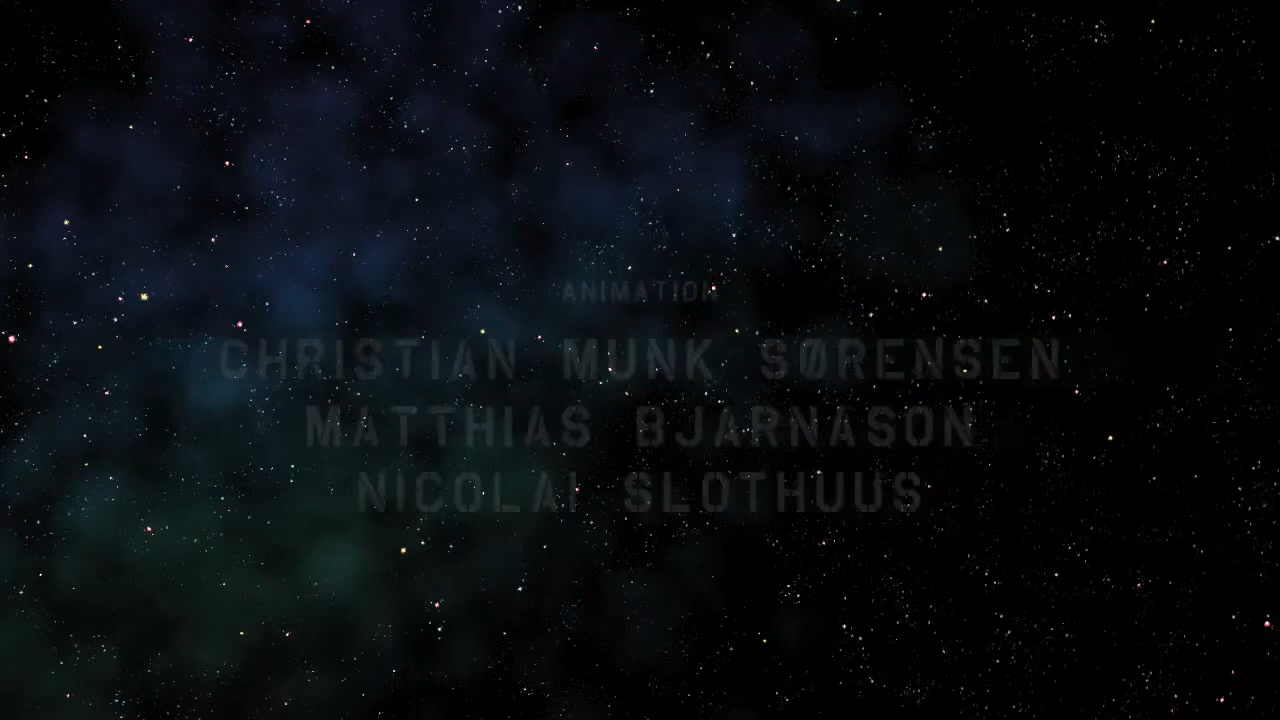 ANIMATION
CHRISTIAN MUNK SØRENSEN
MATTHIAS BJARNASON
NICOLAI SLOTHUUS